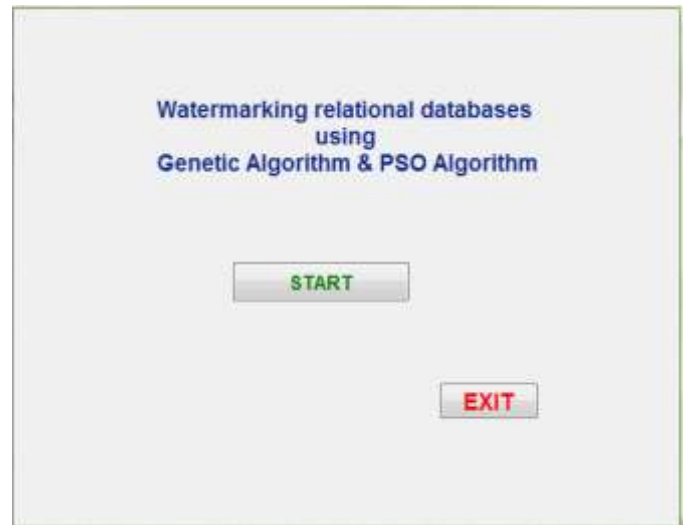 Watermarking relational databases
using
Genetic Algorithm & PSO Algorithm
START
EXIT